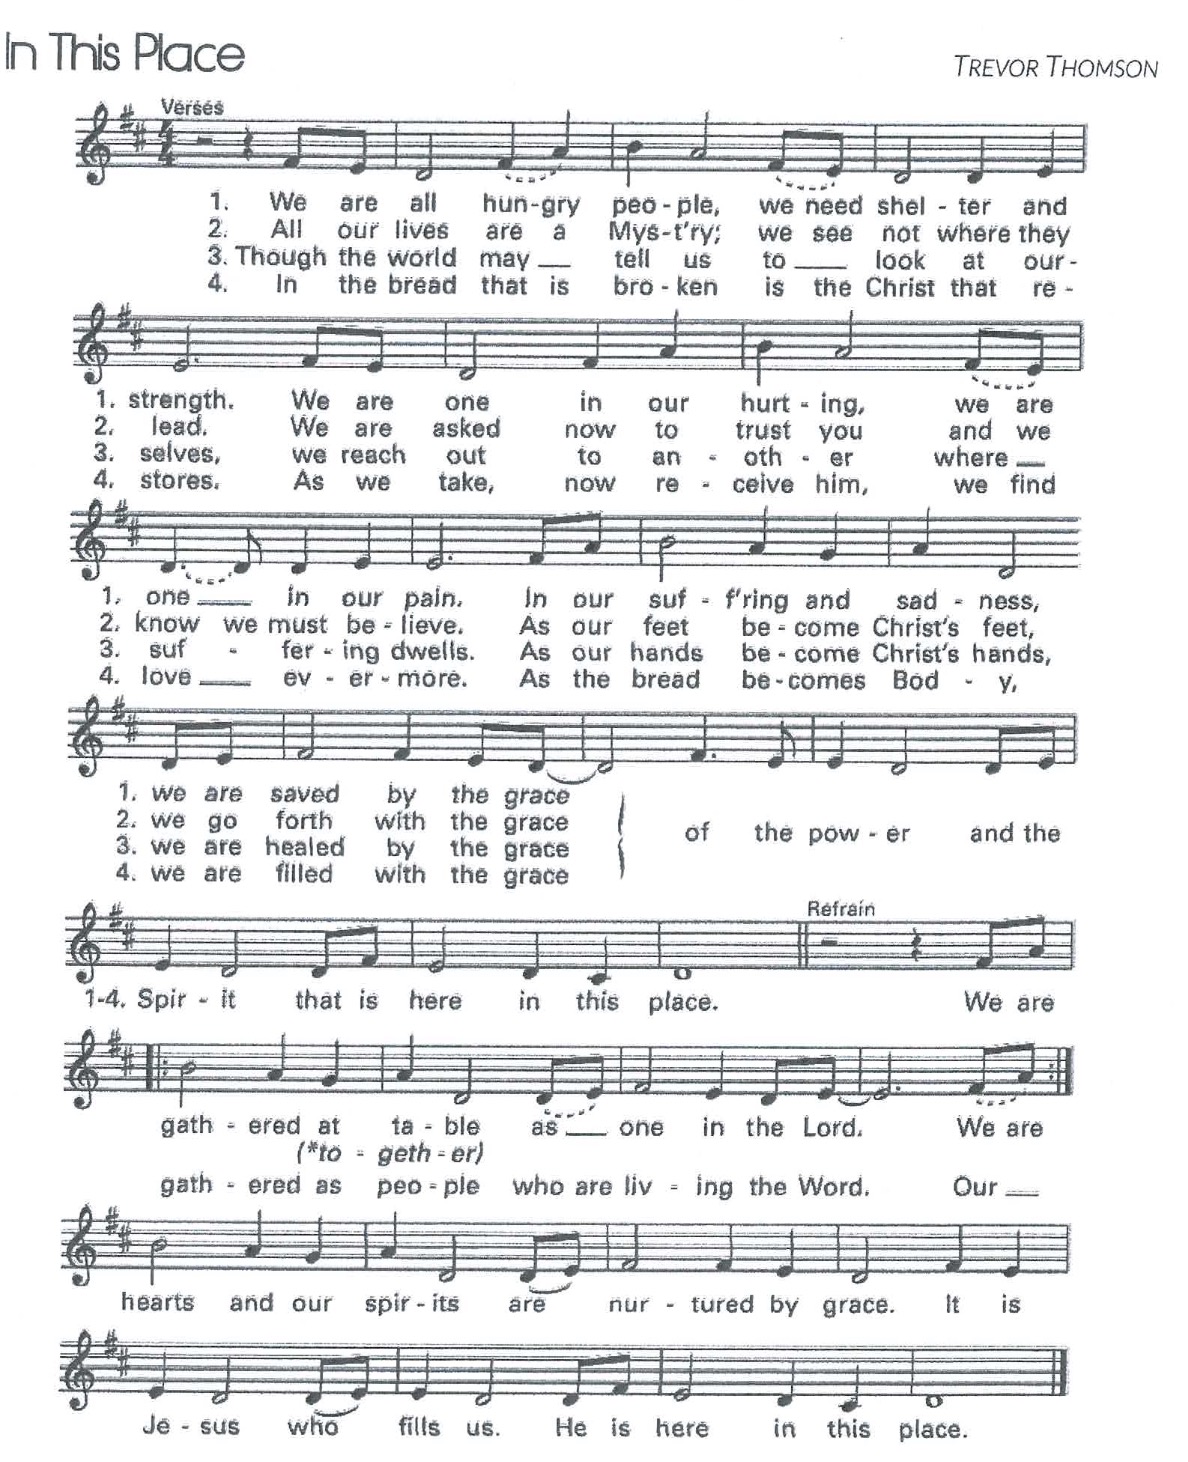 In This Place
TREVOR THOMSON
Verses
1. We are all hun-gry peo-ple, we need shel-ter and
2. All our lives are a Mys-t'ry; we see not where they
3. Though the world may __ tell us to __ look at our-
4. In the bread that is bro-ken is the Christ that re-
1. strength. We are one in our hurt-ing, we are
2. lead. We are asked now to trust you and we
3. selves, we reach out to an-oth-er where __
4. stores. As we take, now re-ceive him, we find
1. one __ in our pain. In our suf-f'ring and sad-ness,
2. know we must be-lieve. As our feet be-come Christ's feet,
3. suf-fer-ing dwells. As our hands be-come Christ's hands,
4. love __ ev-er-more. As the bread be-comes Bod-y,
1. we are saved by the grace
2. we go forth with the grace
3. we are healed by the grace
4. we are filled with the grace
of the pow-er and the
Refrain
1-4. Spir-it that is here in this place. We are
gath-ered at ta-ble as __ one in the Lord. We are
(*to-geth-er)
gath-ered as peo-ple who are liv-ing the Word. Our __
hearts and our spir-its are nur-tured by grace. It is
Je-sus who fills us. He is here in this place.